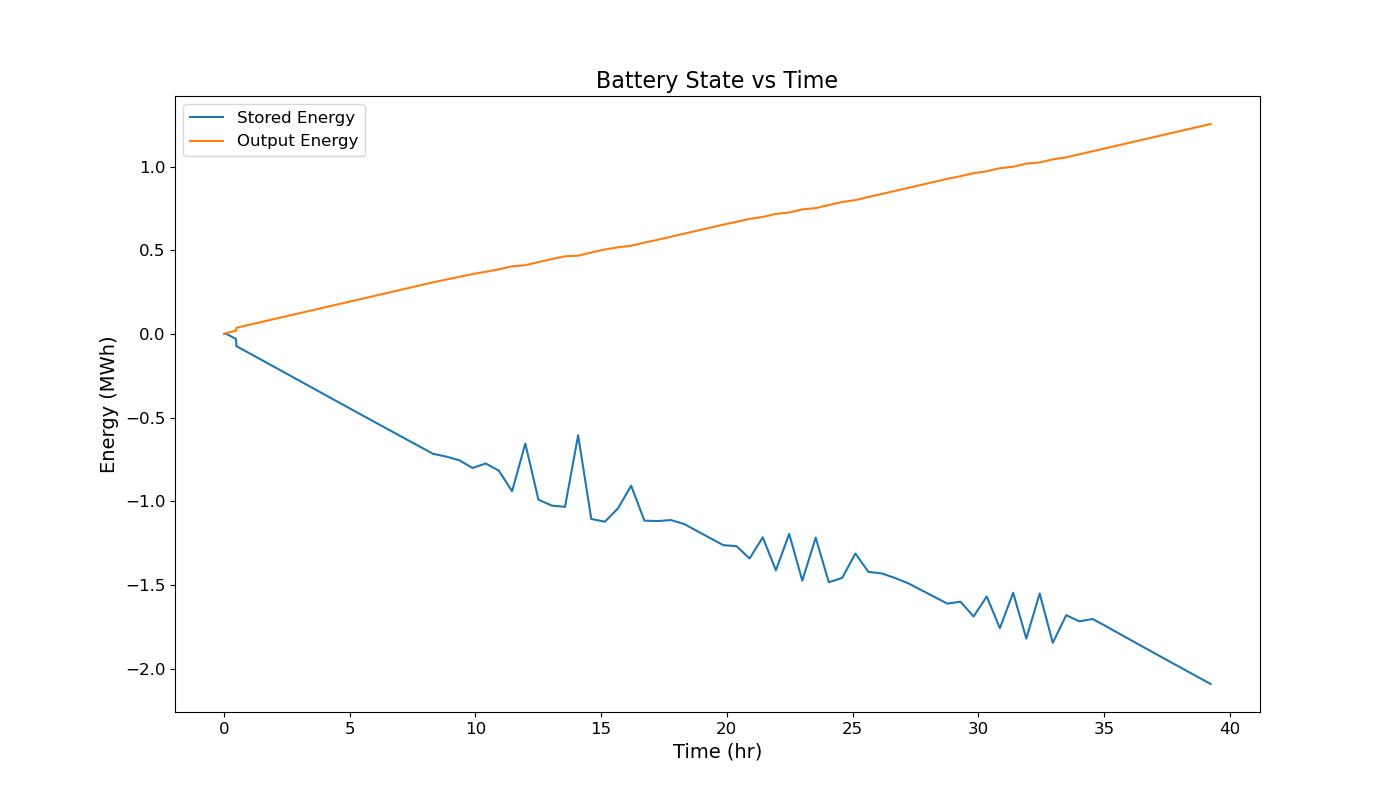 Battery State vs Time
Stored Energy
Output Energy
Energy (MWh)
1.0
0.5
0.0
−0.5
−1.0
−1.5
−2.0
0 5 10 15 20 25 30 35 40
Time (hr)